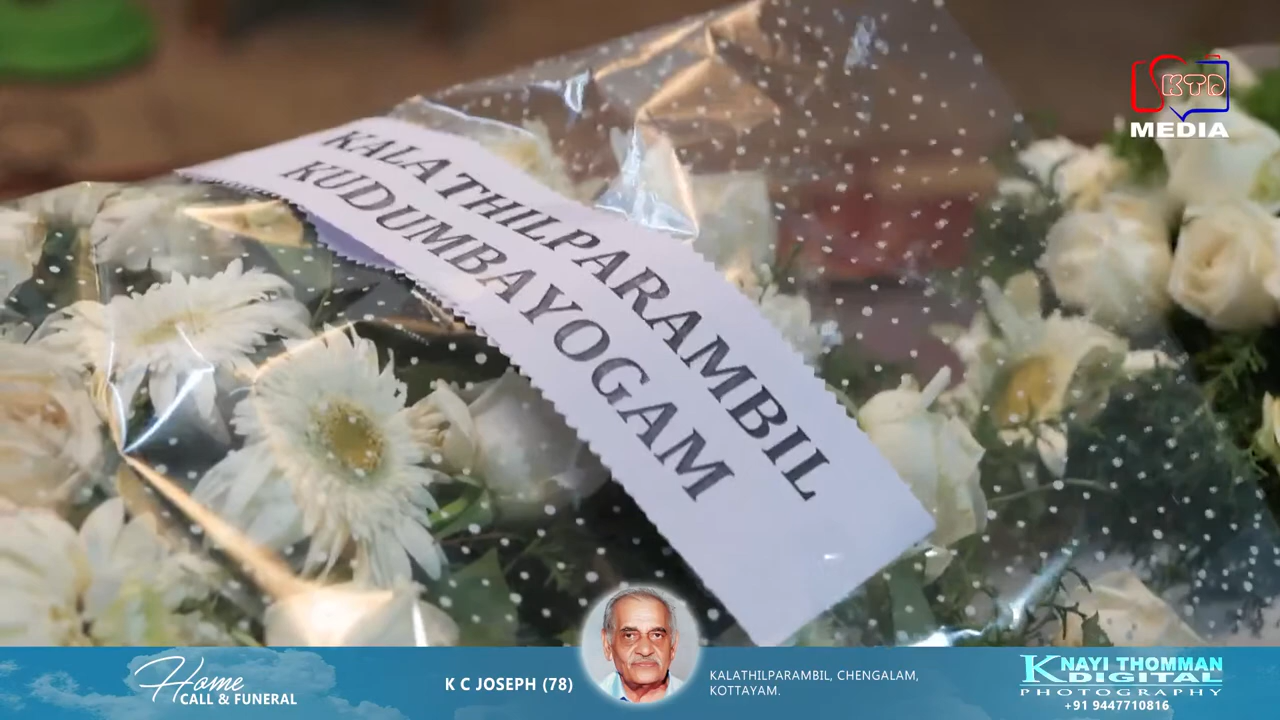 KTD
MEDIA
KALATHILPARAMBIL
KUDUMBAYOGAM
Home
CALL & FUNERAL
K C JOSEPH (78)
KALATHILPARAMBIL, CHENGALAM,
KOTTAYAM.
KNAYI THOMMAN
DIGITAL
PHOTOGRAPHY
+91 9447710816